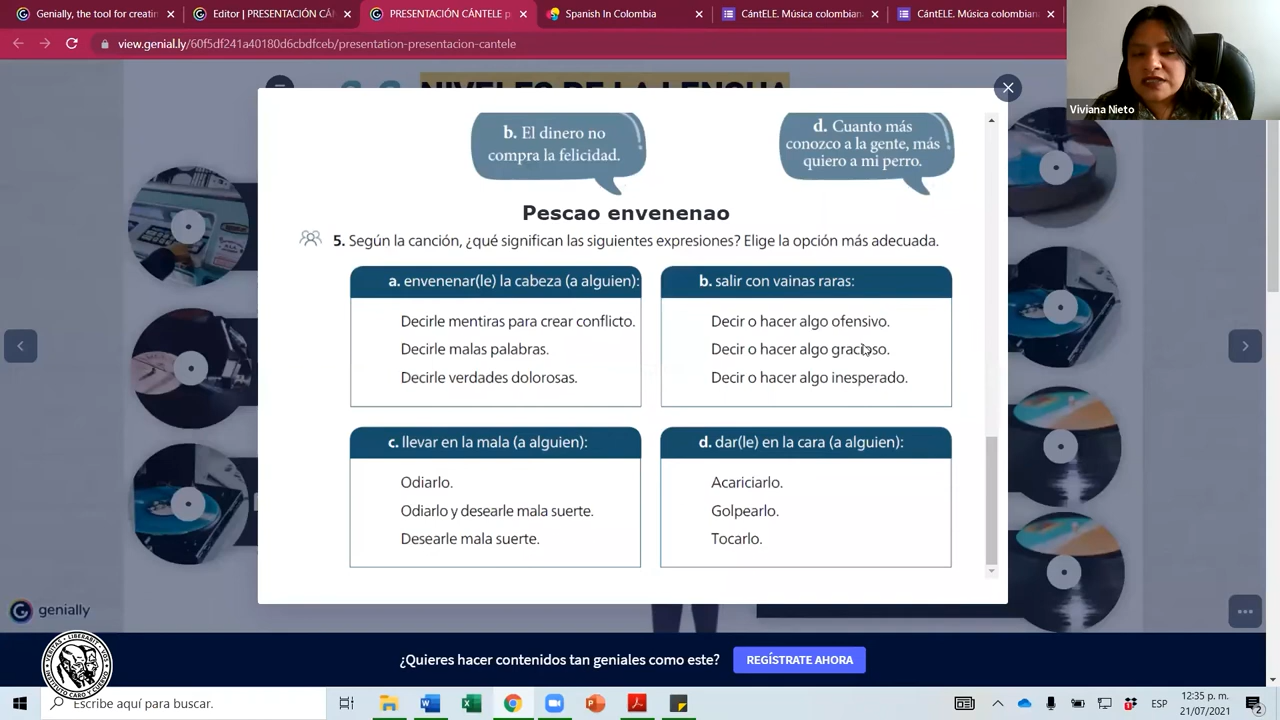 Genially, the tool for creatin
Editor | PRESENTACIÓN CÁ
PRESENTACIÓN CÁNTELE p
Spanish In Colombia
CántELE. Música colombian
CántELE. Música colombian
view.genial.ly/60f5df241a40180d6cbdfceb/presentation-presentacion-cantele
Viviana Nieto
NIVELES DE LA LENGUA
b. El dinero no
compra la felicidad.
d. Cuanto más
conozco a la gente, más
quiero a mi perro.
Pescao envenenao
5. Según la canción, ¿qué significan las siguientes expresiones? Elige la opción más adecuada.
a. envenenar(le) la cabeza (a alguien):
Decirle mentiras para crear conflicto.
Decirle malas palabras.
Decirle verdades dolorosas.
b. salir con vainas raras:
Decir o hacer algo ofensivo.
Decir o hacer algo gracioso.
Decir o hacer algo inesperado.
c. llevar en la mala (a alguien):
Odiarlo.
Odiarlo y desearle mala suerte.
Desearle mala suerte.
d. dar(le) en la cara (a alguien):
Acariciarlo.
Golpearlo.
Tocarlo.
genially
¿Quieres hacer contenidos tan geniales como este?
REGÍSTRATE AHORA
Escribe aquí para buscar.
ESP
12:35 p. m.
21/07/2021
2